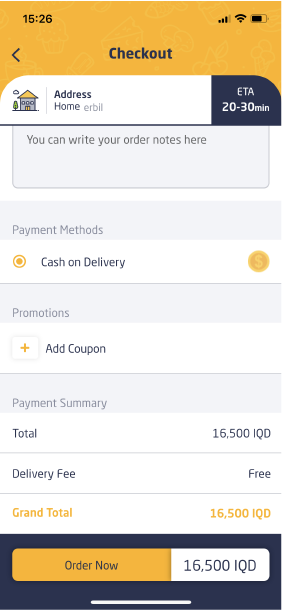 15:26
Checkout
Address
Home erbil
ETA
20-30min
You can write your order notes here
Payment Methods
Cash on Delivery
$
Promotions
+ Add Coupon
Payment Summary
Total 16,500 IQD
Delivery Fee Free
Grand Total 16,500 IQD
Order Now 16,500 IQD